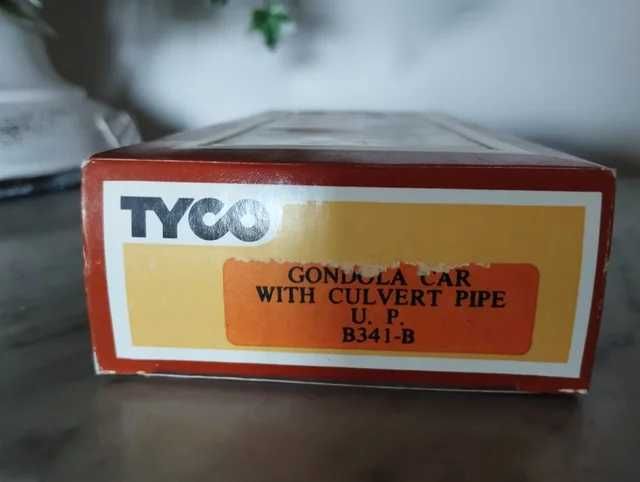 TYCO
GONDOLA CAR
WITH CULVERT PIPE
U. P.
B341-B